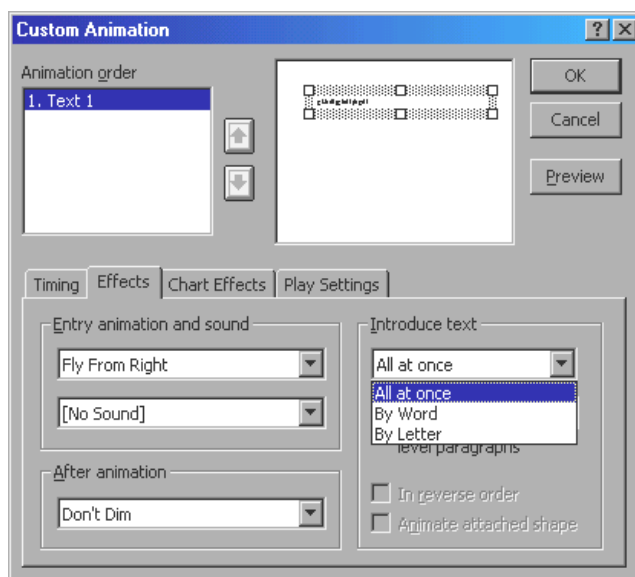 Custom Animation
Animation order
1. Text 1
OK
Cancel
Preview
Timing
Effects
Chart Effects
Play Settings
Entry animation and sound
Fly From Right
[No Sound]
After animation
Don't Dim
Introduce text
All at once
All at once
By Word
By Letter
level paragraphs
In reverse order
Animate attached shape